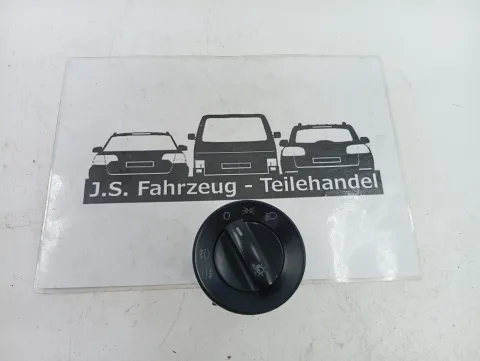 J.S. Fahrzeug - Teilehandel